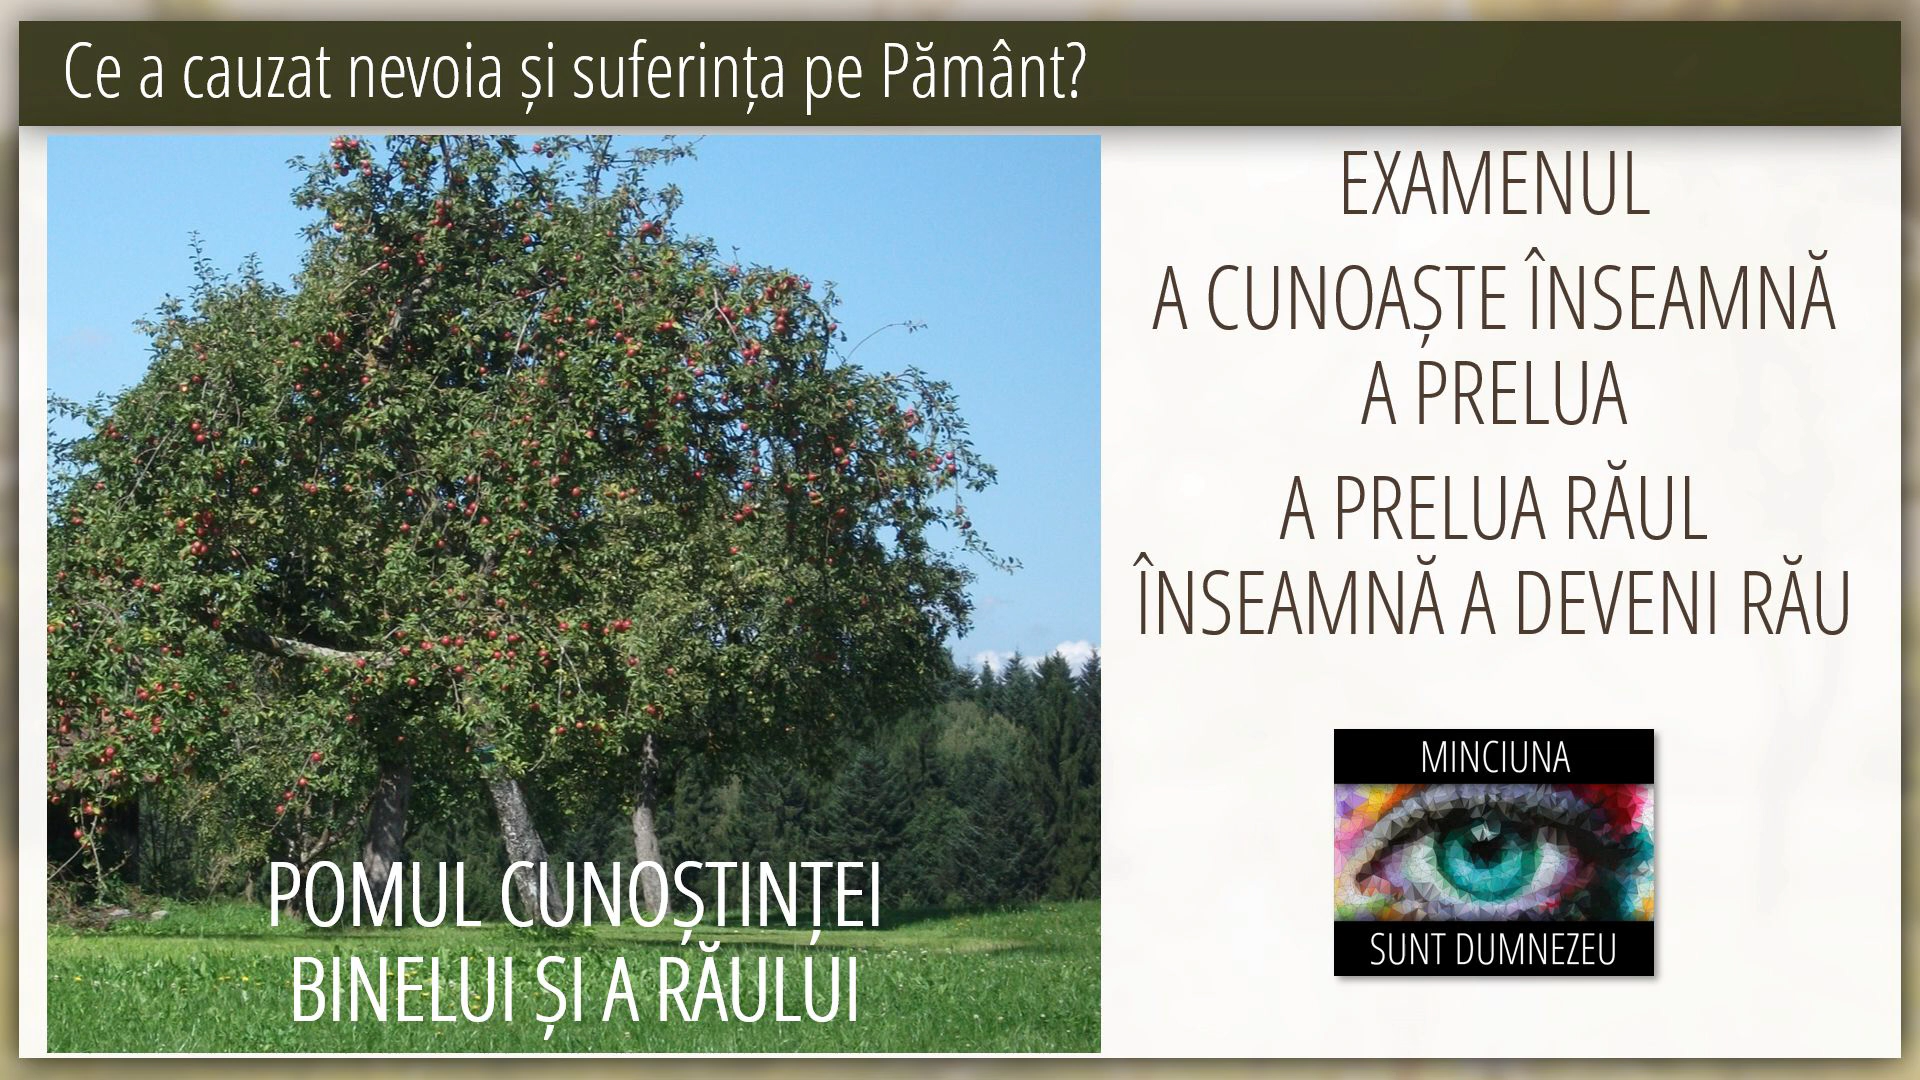 Ce a cauzat nevoia și suferința pe Pământ?
EXAMENUL
A CUNOAȘTE ÎNSEAMNĂ
A PRELUA
A PRELUA RĂUL
ÎNSEAMNĂ A DEVENI RĂU
POMUL CUNOȘTINȚEI
BINELUI ȘI A RĂULUI
MINCIUNA
SUNT DUMNEZEU